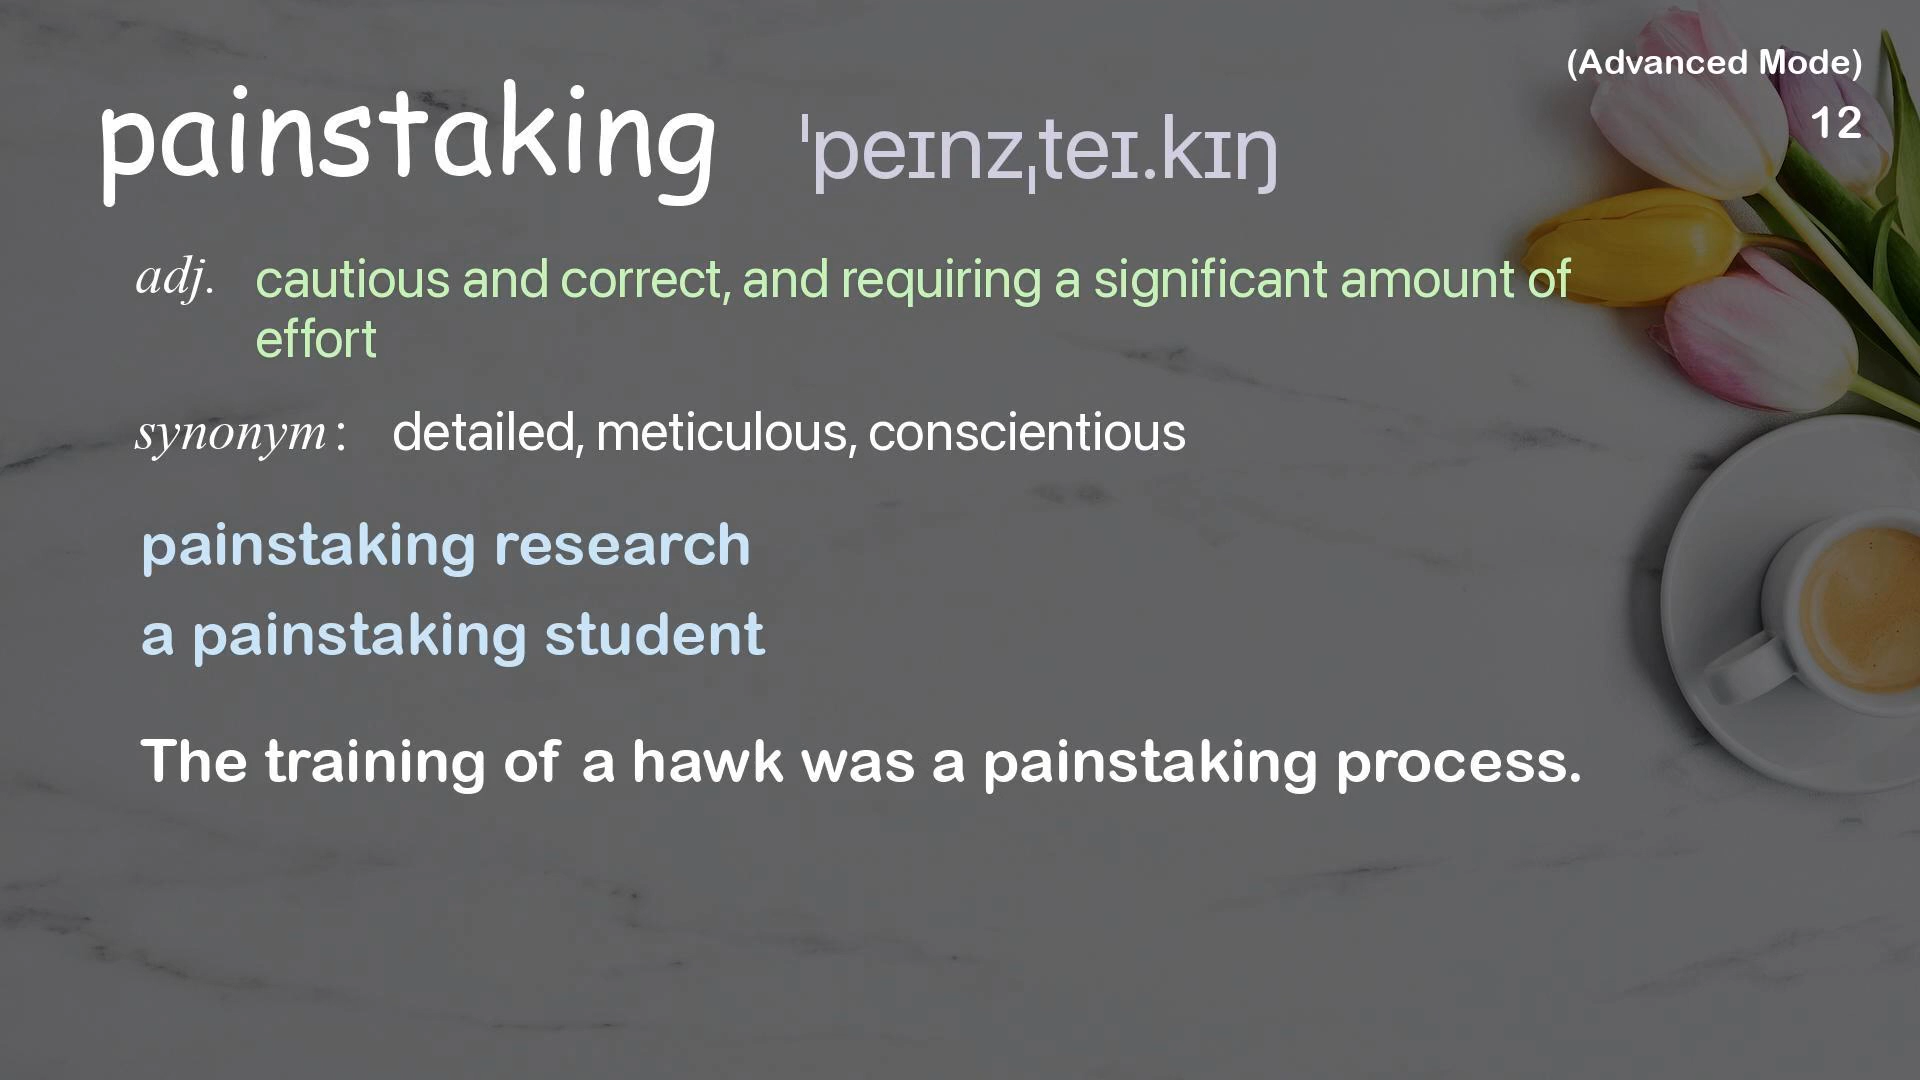 (Advanced Mode)
12
painstaking ˈpeɪnzˌteɪ.kɪŋ
adj. cautious and correct, and requiring a significant amount of
effort
synonym: detailed, meticulous, conscientious
painstaking research
a painstaking student
The training of a hawk was a painstaking process.